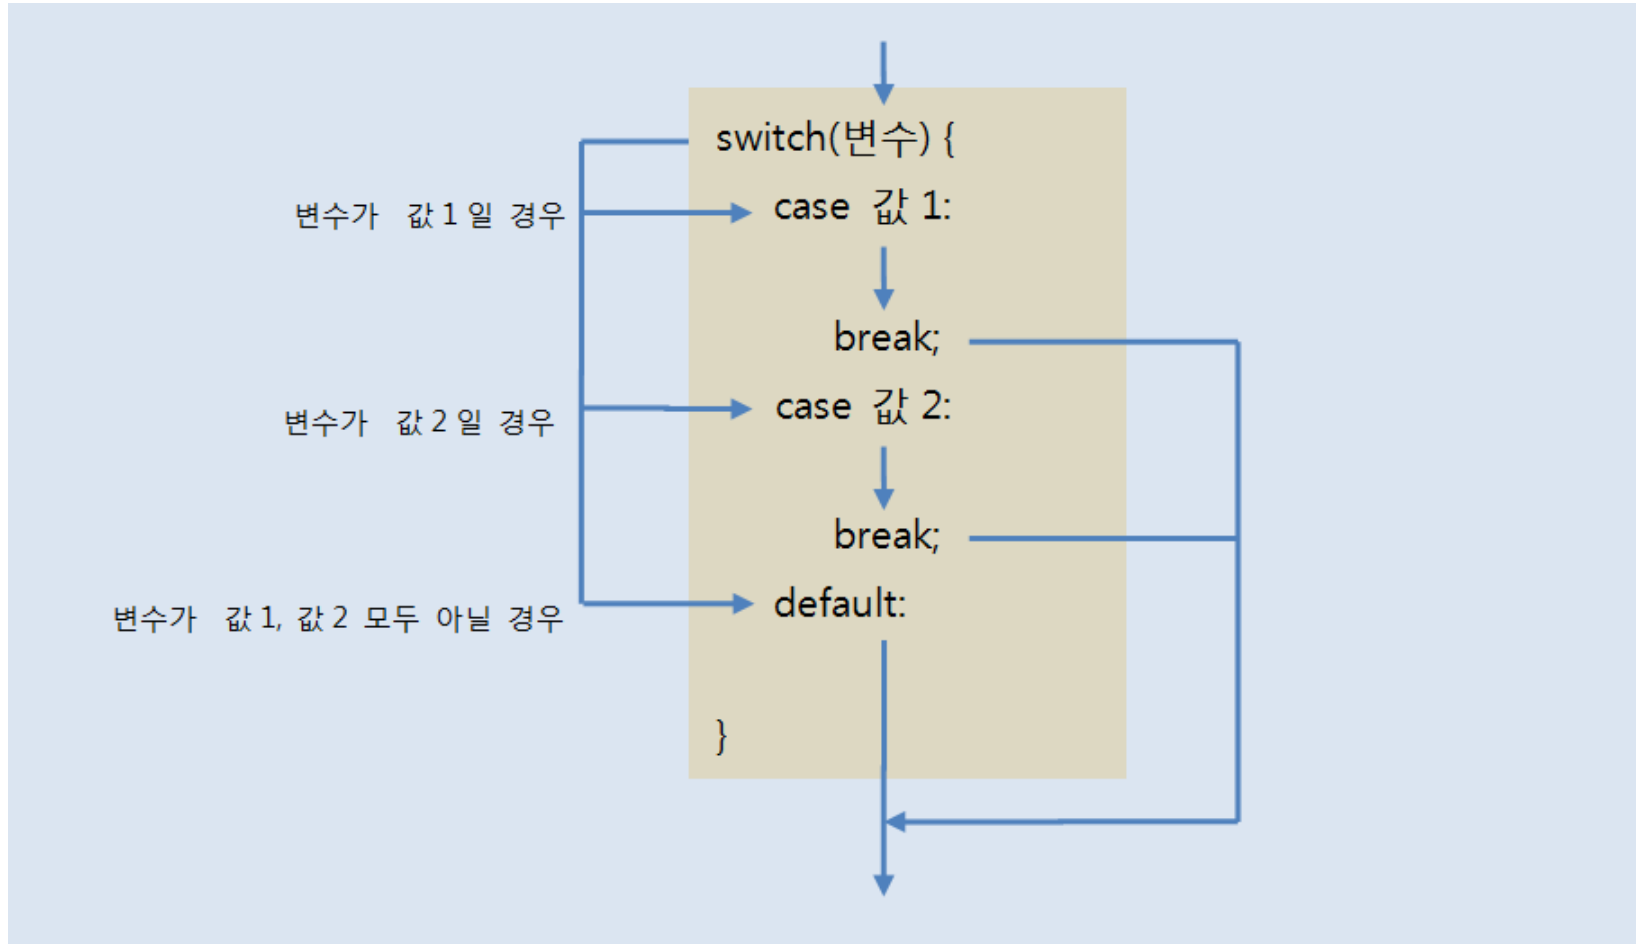 switch(변수) {
변수가 값 1 일 경우
case 값 1:
break;
변수가 값 2 일 경우
case 값 2:
break;
변수가 값 1, 값 2 모두 아닐 경우
default:
}